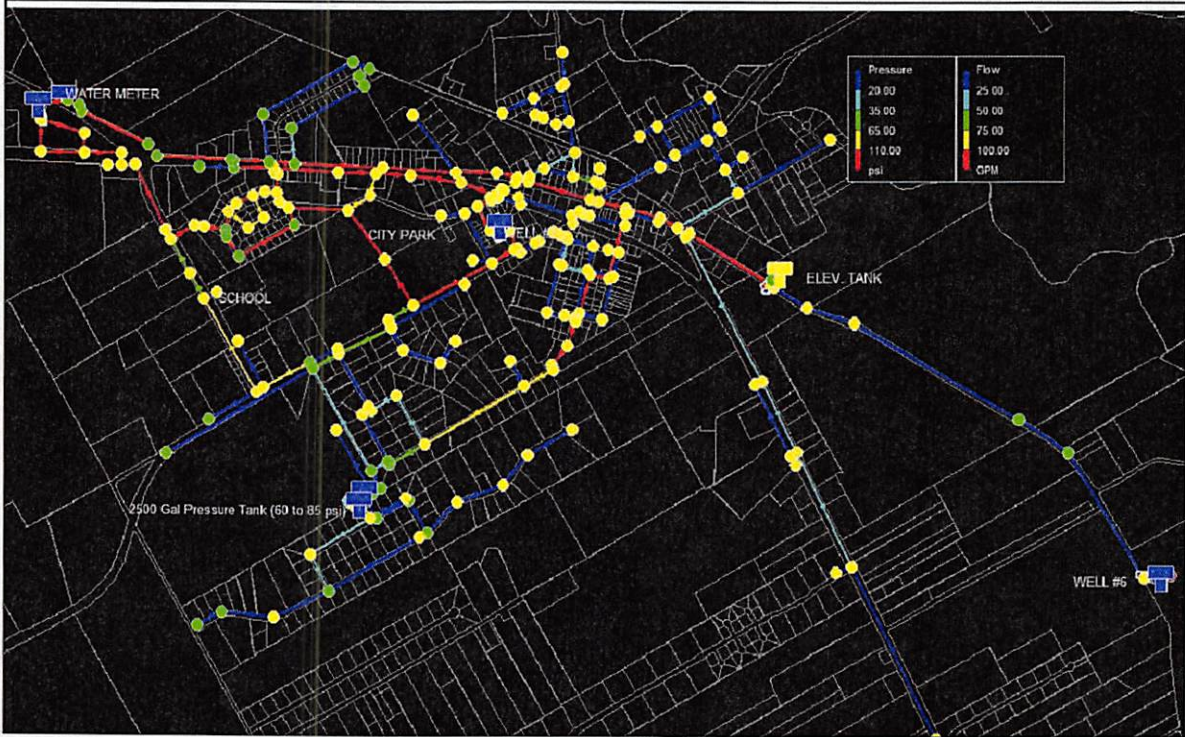 WATER METER
Pressure
20.00
35.00
65.00
110.00
psi
Flow
25.00
50.00
75.00
100.00
GPM
CITY PARK
WELL
ELEV. TANK
SCHOOL
2500 Gal Pressure Tank (60 to 85 psi)
WELL #6